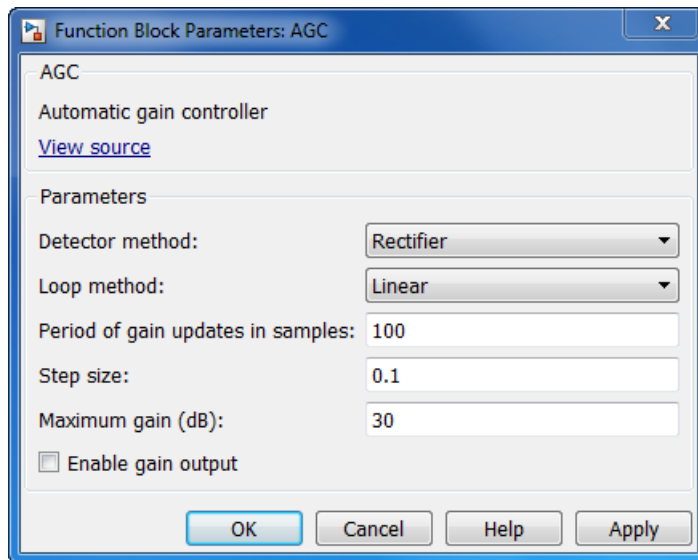 Function Block Parameters: AGC
AGC
Automatic gain controller
View source
Parameters
Detector method: Rectifier
Loop method: Linear
Period of gain updates in samples: 100
Step size: 0.1
Maximum gain (dB): 30
Enable gain output
OK Cancel Help Apply